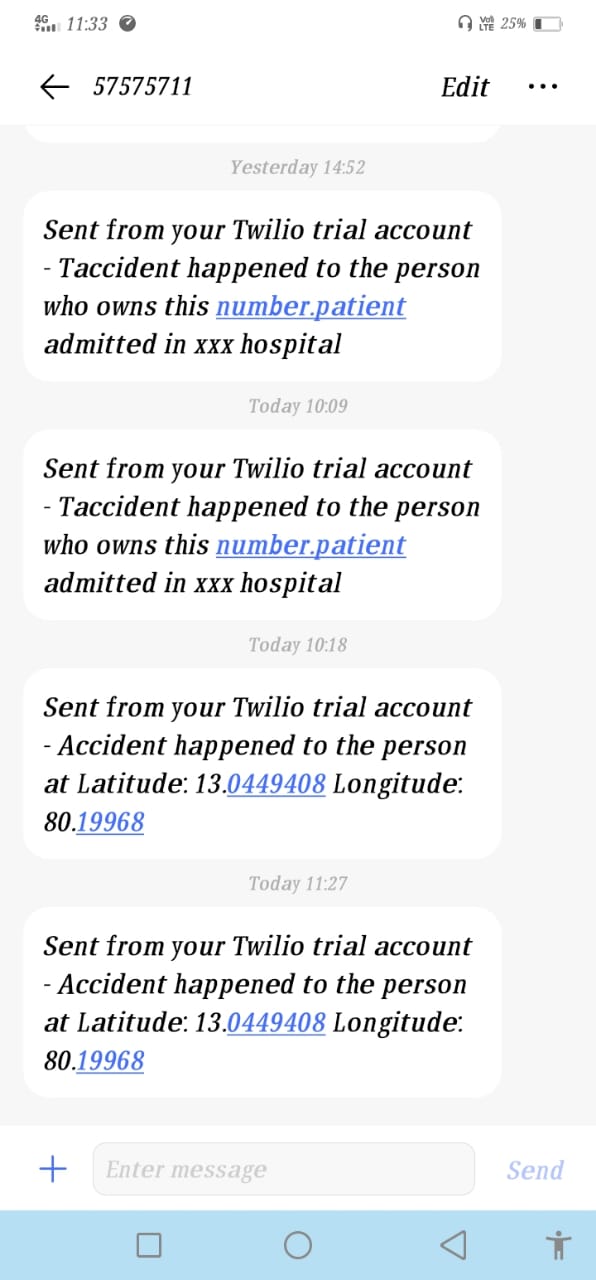 4G 11:33 Vo)) LTE 25%
57575711 Edit
Yesterday 14:52
Sent from your Twilio trial account
- Taccident happened to the person
who owns this number.patient
admitted in xxx hospital
Today 10:09
Sent from your Twilio trial account
- Taccident happened to the person
who owns this number.patient
admitted in xxx hospital
Today 10:18
Sent from your Twilio trial account
- Accident happened to the person
at Latitude: 13.0449408 Longitude:
80.19968
Today 11:27
Sent from your Twilio trial account
- Accident happened to the person
at Latitude: 13.0449408 Longitude:
80.19968
Enter message Send